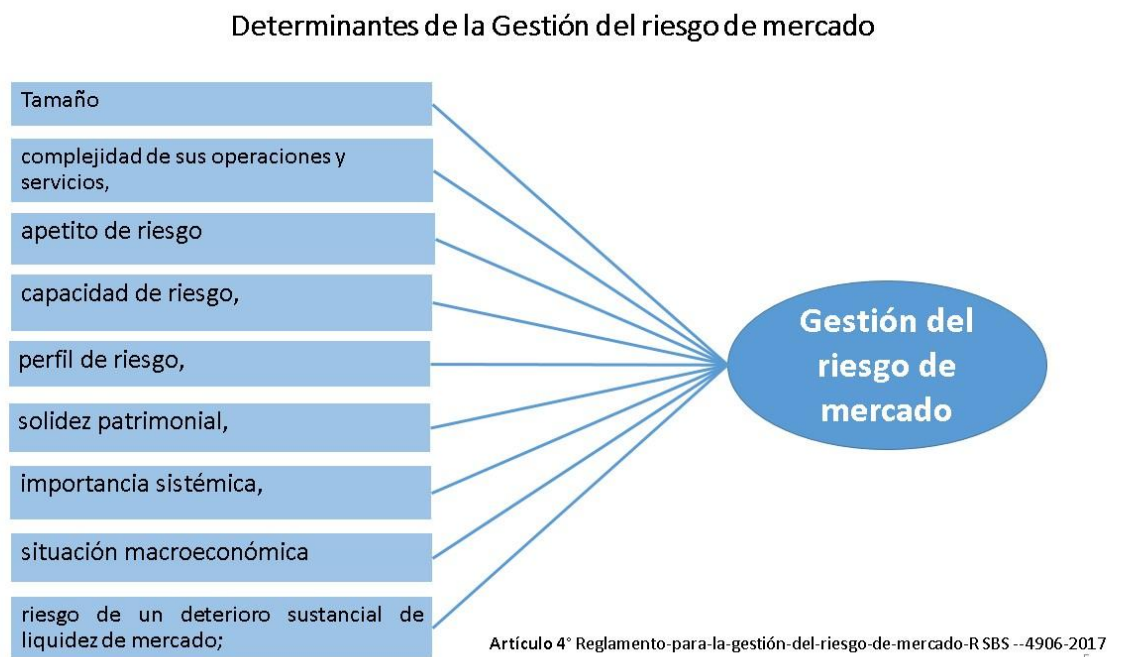 Determinantes de la Gestión del riesgo de mercado
Tamaño
complejidad de sus operaciones y
servicios,
apetito de riesgo
capacidad de riesgo,
perfil de riesgo,
solidez patrimonial,
importancia sistémica,
situación macroeconómica
riesgo de un deterioro sustancial de
liquidez de mercado;
Gestión del
riesgo de
mercado
Artículo 4° Reglamento-para-la-gestión-del-riesgo-de-mercado-R SBS --4906-2017